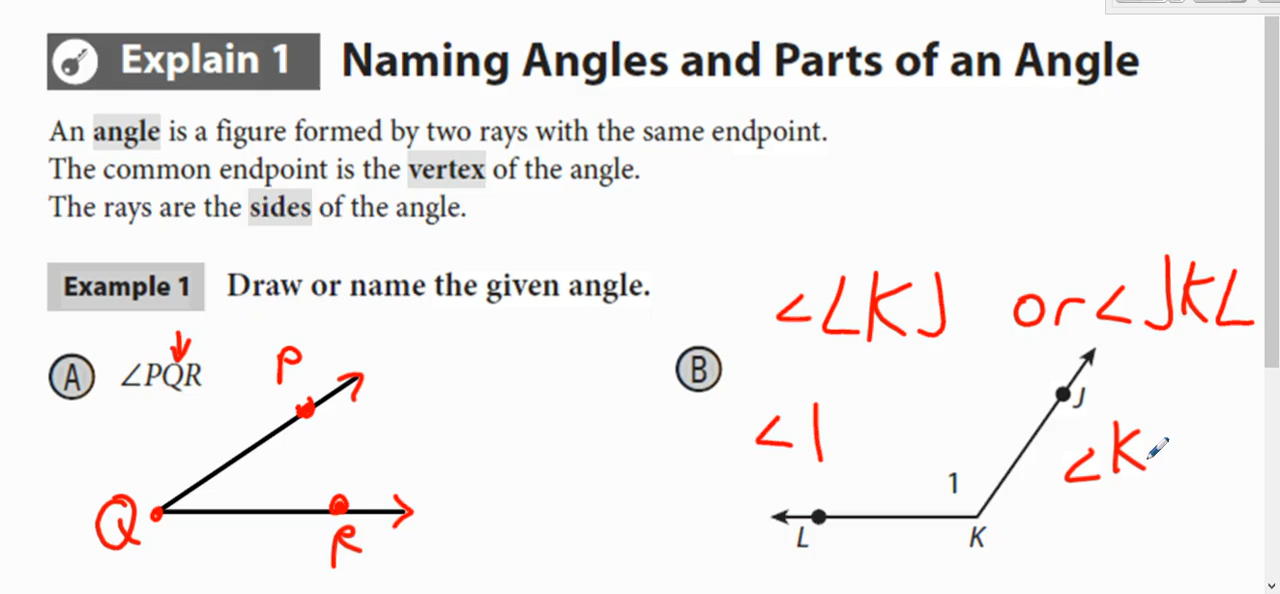 Explain 1 Naming Angles and Parts of an Angle
An angle is a figure formed by two rays with the same endpoint.
The common endpoint is the vertex of the angle.
The rays are the sides of the angle.
Example 1 Draw or name the given angle.
<LKJ or <JKL
A ∠PQR
P
Q
R
B
<1
J
<K
1
L
K